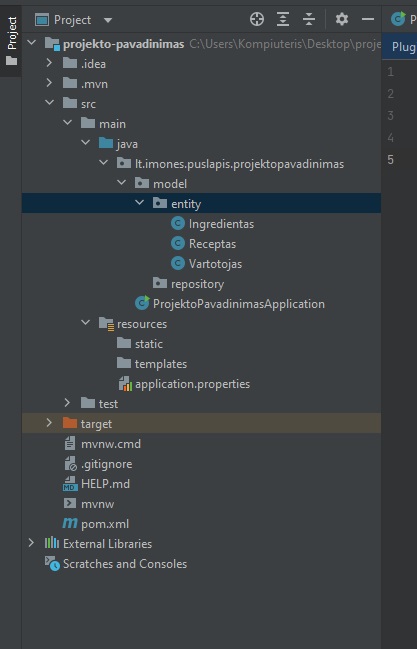 Project
Project
P
projekto-pavadinimas C:\Users\Kompiuteris\Desktop\proje
Plug
.idea
1
.mvn
2
src
3
main
4
java
5
lt.imones.puslapis.projektopavadinimas
model
entity
Ingredientas
Receptas
Vartotojas
repository
ProjektoPavadinimasApplication
resources
static
templates
application.properties
test
target
mvnw.cmd
.gitignore
HELP.md
mvnw
pom.xml
External Libraries
Scratches and Consoles